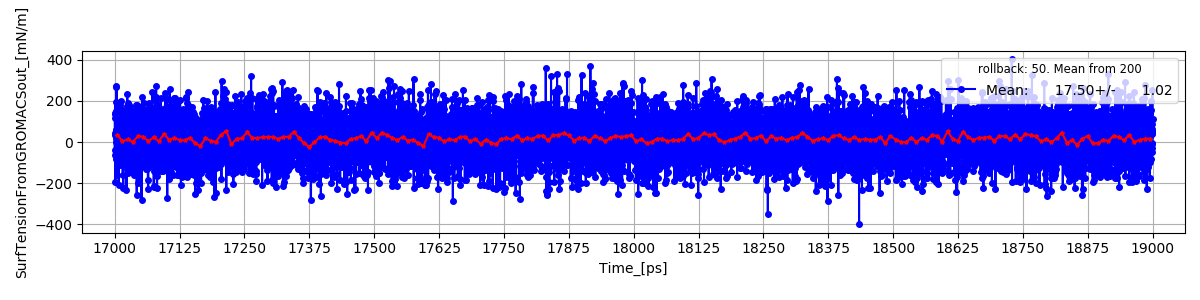 SurfTensionFromGROMACSout_[mN/m]
400
200
0
−200
−400
rollback: 50. Mean from 200
Mean: 17.50+/- 1.02
17000 17125 17250 17375 17500 17625 17750 17875 18000 18125 18250 18375 18500 18625 18750 18875 19000
Time_[ps]